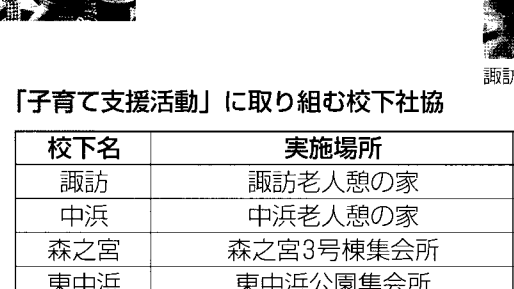 諏訪
「子育て支援活動」に取り組む校下社協
校下名 実施場所
諏訪 諏訪老人憩の家
中浜 中浜老人憩の家
森之宮 森之宮3号棟集会所
東中浜 東中浜公園集会所